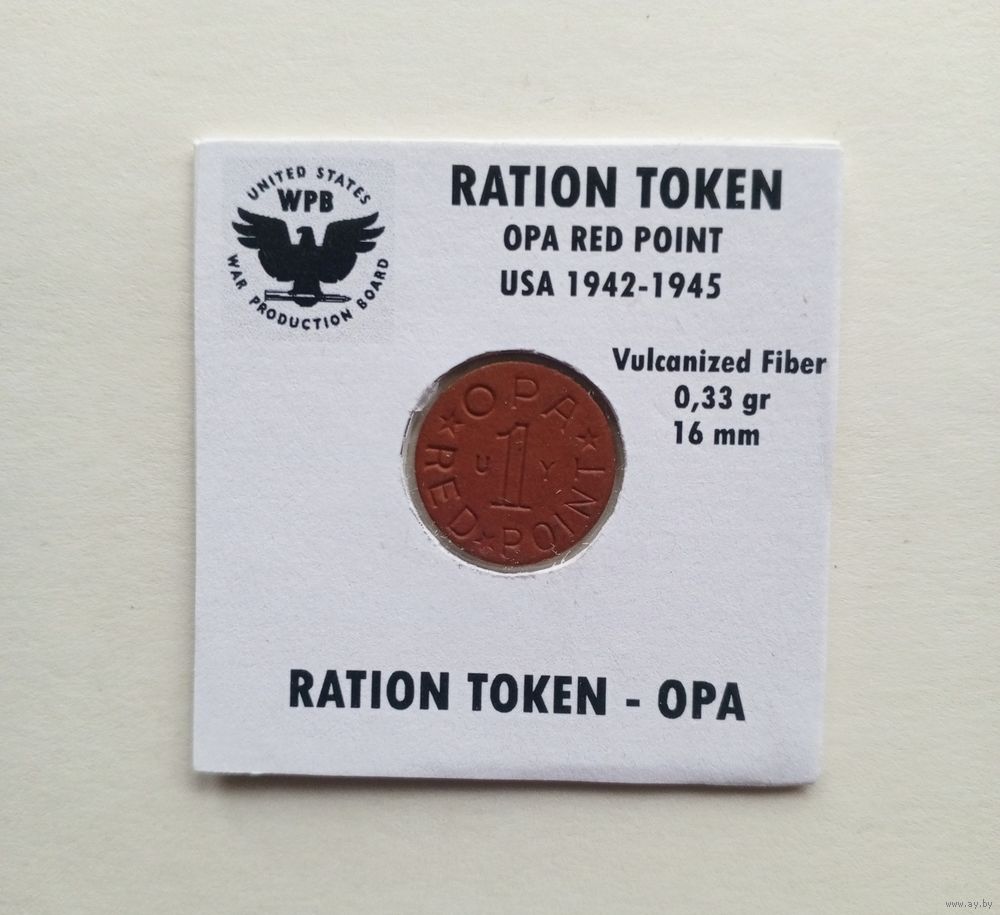 UNITED STATES
WPB
WAR PRODUCTION BOARD
RATION TOKEN
OPA RED POINT
USA 1942-1945
Vulcanized Fiber
0,33 gr
16 mm
OPA
U 1 Y
RED POINT
RATION TOKEN - OPA
www.ay.by